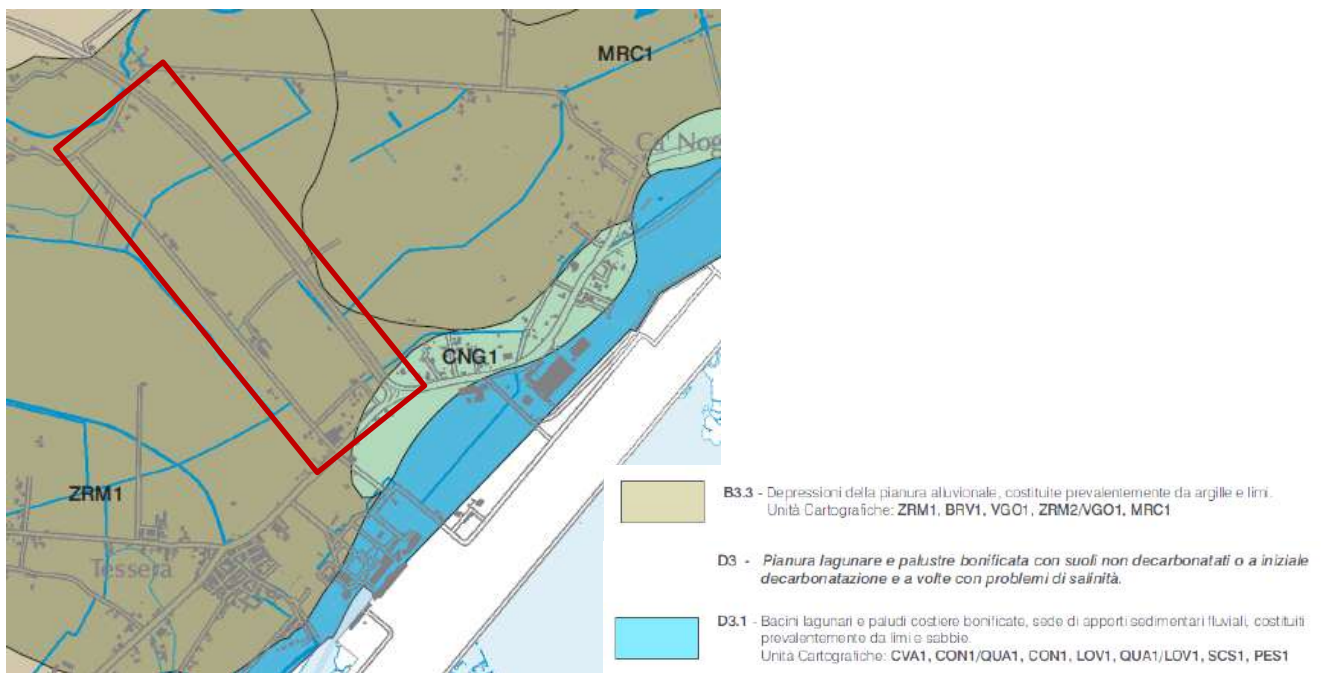 MRC1
Ca' Nog
CNG1
ZRM1
Tessera
B3.3 - Depressioni della pianura alluvionale, costituite prevalentemente da argille e limi.
Unità Cartografiche: ZRM1, BRV1, VGO1, ZRM2/VGO1, MRC1
D3 - Pianura lagunare e palustre bonificata con suoli non decarbonatati o a iniziale
decarbonatazione e a volte con problemi di salinità.
D3.1 - Bacini lagunari e paludi costiere bonificate, sede di apporti sedimentari fluviali, costituiti
prevalentemente da limi e sabbie.
Unità Cartografiche: CVA1, CON1/QUA1, CON1, LOV1, QUA1/LOV1, SCS1, PES1